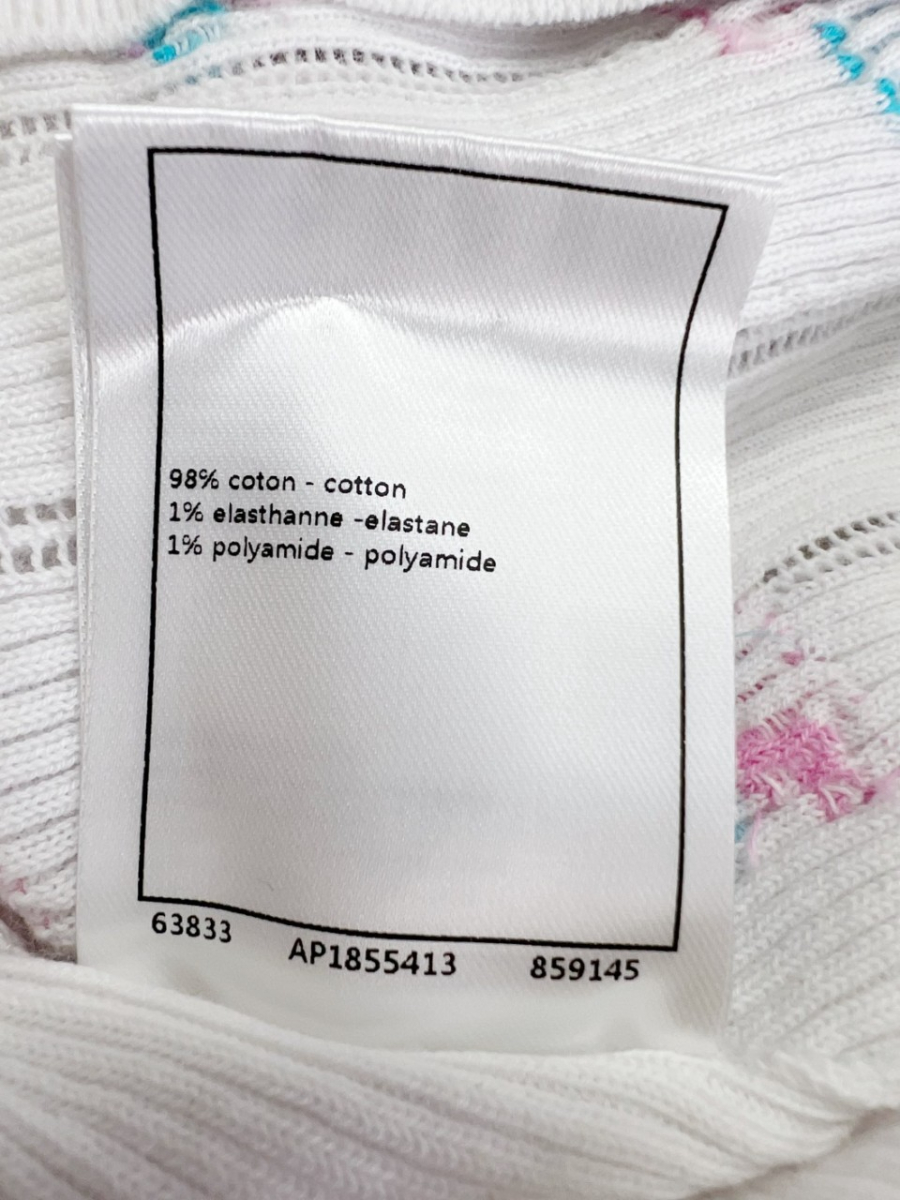 98% coton - cotton
1% elasthanne -elastane
1% polyamide - polyamide
63833 AP1855413 859145